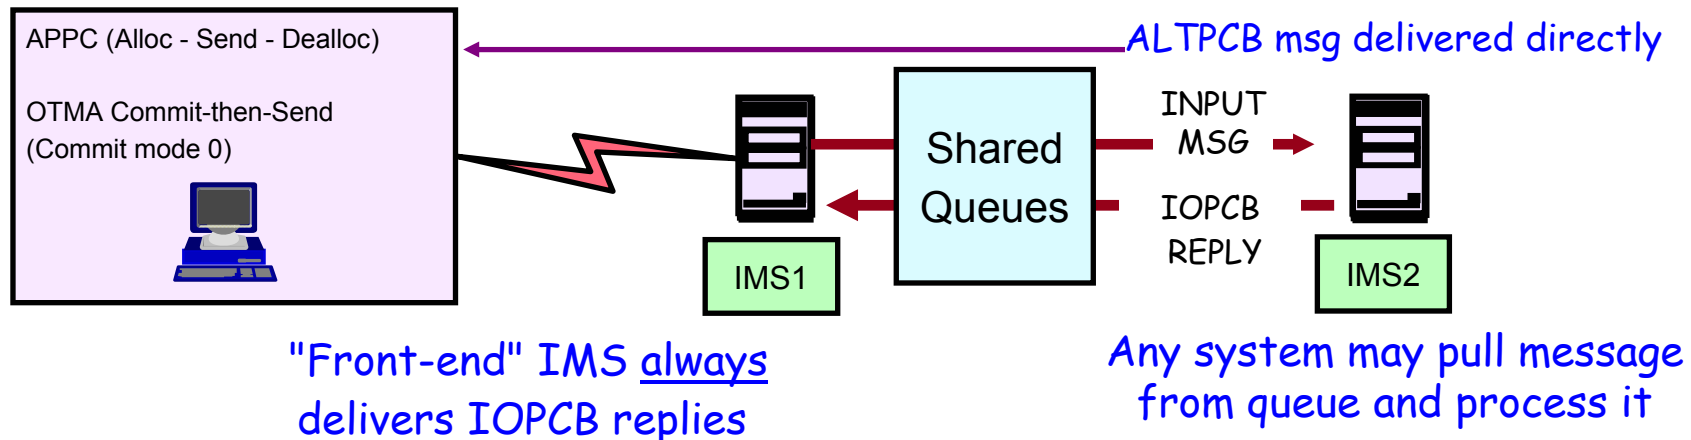 APPC (Alloc - Send - Dealloc)
OTMA Commit-then-Send
(Commit mode 0)
ALTPCB msg delivered directly
IMS1
Shared
Queues
INPUT
MSG
IOPCB
REPLY
IMS2
"Front-end" IMS always
delivers IOPCB replies
Any system may pull message
from queue and process it